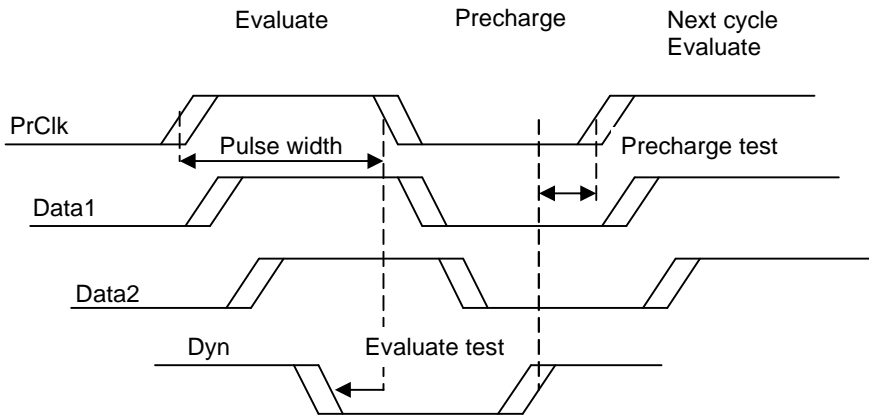 Evaluate
Precharge
Next cycle
Evaluate
PrClk
Pulse width
Precharge test
Data1
Data2
Dyn
Evaluate test